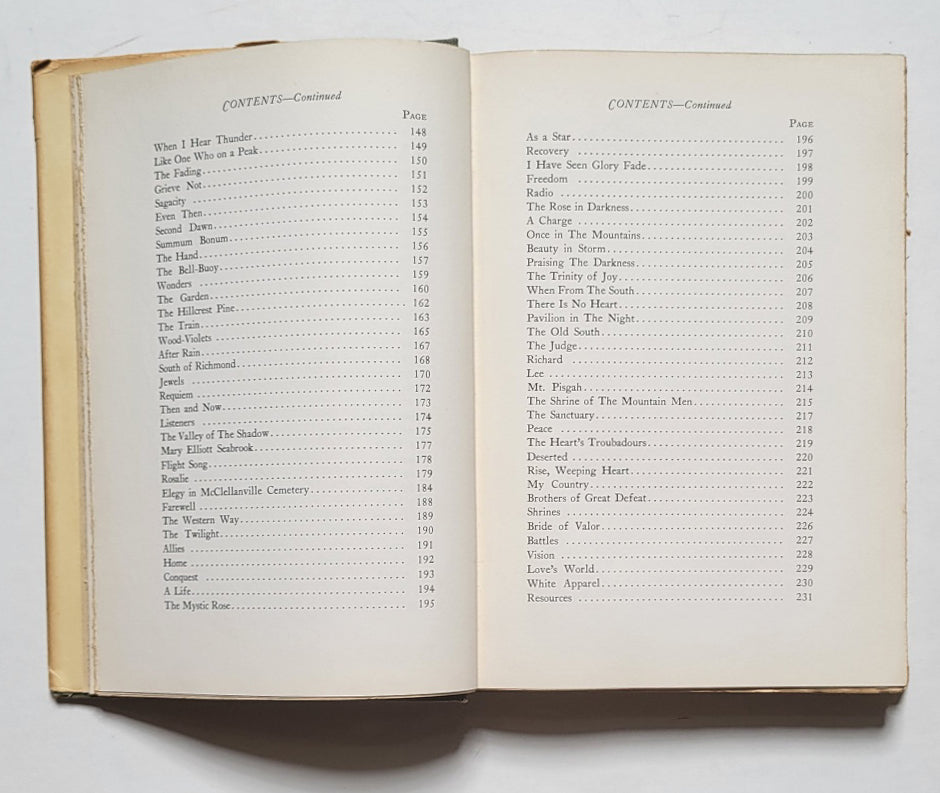 CONTENTS—Continued
PAGE
When I Hear Thunder........ 148
Like One Who on a Peak........ 149
The Fading........ 150
Grieve Not........ 151
Sagacity ........ 152
Even Then........ 153
Second Dawn........ 154
Summum Bonum........ 155
The Hand........ 156
The Bell-Buoy........ 157
Wonders ........ 159
The Garden........ 160
The Hillcrest Pine........ 162
The Train........ 163
Wood-Violets ........ 165
After Rain........ 167
South of Richmond........ 168
Jewels ........ 170
Requiem ........ 172
Then and Now........ 173
Listeners ........ 174
The Valley of The Shadow........ 175
Mary Elliott Seabrook........ 177
Flight Song........ 178
Rosalie ........ 179
Elegy in McClellanville Cemetery........ 184
Farewell ........ 188
The Western Way........ 189
The Twilight........ 190
Allies ........ 191
Home ........ 192
Conquest ........ 193
A Life........ 194
The Mystic Rose........ 195
CONTENTS—Continued
PAGE
As a Star........ 196
Recovery ........ 197
I Have Seen Glory Fade........ 198
Freedom ........ 199
Radio ........ 200
The Rose in Darkness........ 201
A Charge ........ 202
Once in The Mountains........ 203
Beauty in Storm........ 204
Praising The Darkness........ 205
The Trinity of Joy........ 206
When From The South........ 207
There Is No Heart........ 208
Pavilion in The Night........ 209
The Old South........ 210
The Judge........ 211
Richard ........ 212
Lee ........ 213
Mt. Pisgah........ 214
The Shrine of The Mountain Men........ 215
The Sanctuary........ 217
Peace ........ 218
The Heart's Troubadours........ 219
Deserted ........ 220
Rise, Weeping Heart........ 221
My Country........ 222
Brothers of Great Defeat........ 223
Shrines ........ 224
Bride of Valor........ 226
Battles ........ 227
Vision ........ 228
Love's World........ 229
White Apparel........ 230
Resources ........ 231